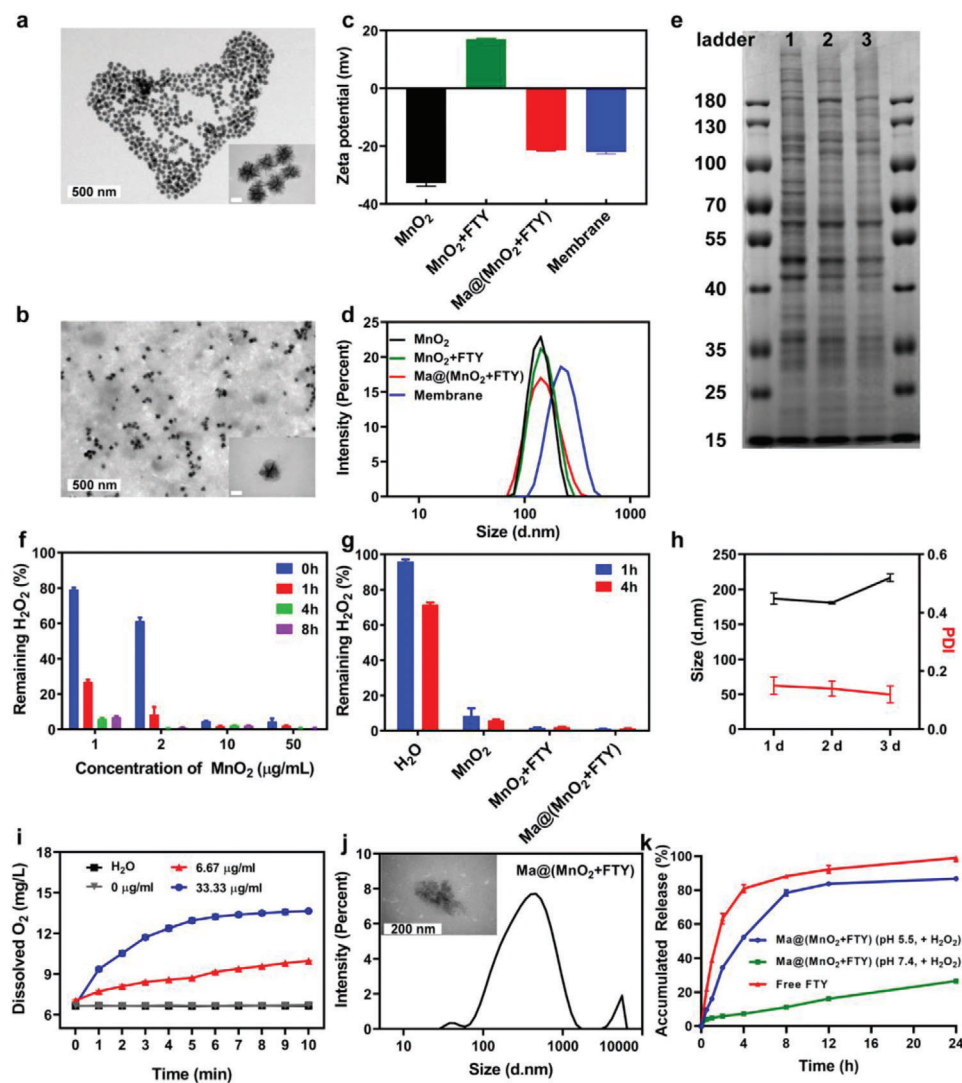 a
500 nm
b
500 nm
c
Zeta potential (mv)
20
0
-20
-40
MnO2
MnO2+FTY
Ma@(MnO2+FTY)
Membrane
d
Intensity (Percent)
25
20
15
10
5
0
MnO2
MnO2+FTY
Ma@(MnO2+FTY)
Membrane
10 100 1000
Size (d.nm)
e
ladder 1 2 3
180
130
100
70
55
40
35
25
15
f
Remaining H2O2 (%)
100
80
60
40
20
0
0h
1h
4h
8h
1 2 10 50
Concentration of MnO2 (μg/mL)
g
Remaining H2O2 (%)
100
80
60
40
20
0
1h
4h
H2O
MnO2
MnO2+FTY
Ma@(MnO2+FTY)
h
Size (d.nm)
250
200
150
100
50
0
0.6
0.4
0.2
0.0
PDI
1 d 2 d 3 d
i
Dissolved O2 (mg/L)
18
15
12
9
6
H2O 6.67 μg/ml
0 μg/ml 33.33 μg/ml
0 1 2 3 4 5 6 7 8 9 10
Time (min)
j
Intensity (Percent)
10
8
6
4
2
0
200 nm
Ma@(MnO2+FTY)
10 100 1000 10000
Size (d.nm)
k
Accumulated Release (%)
100
80
60
40
20
0
Ma@(MnO2+FTY) (pH 5.5, + H2O2)
Ma@(MnO2+FTY) (pH 7.4, + H2O2)
Free FTY
0 4 8 12 16 20 24
Time (h)